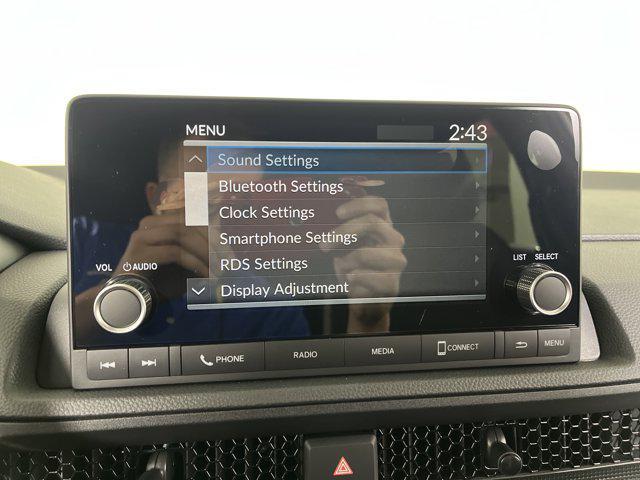 MENU 2:43
Sound Settings
Bluetooth Settings
Clock Settings
Smartphone Settings
RDS Settings
Display Adjustment
VOL AUDIO
LIST SELECT
PHONE RADIO MEDIA CONNECT MENU